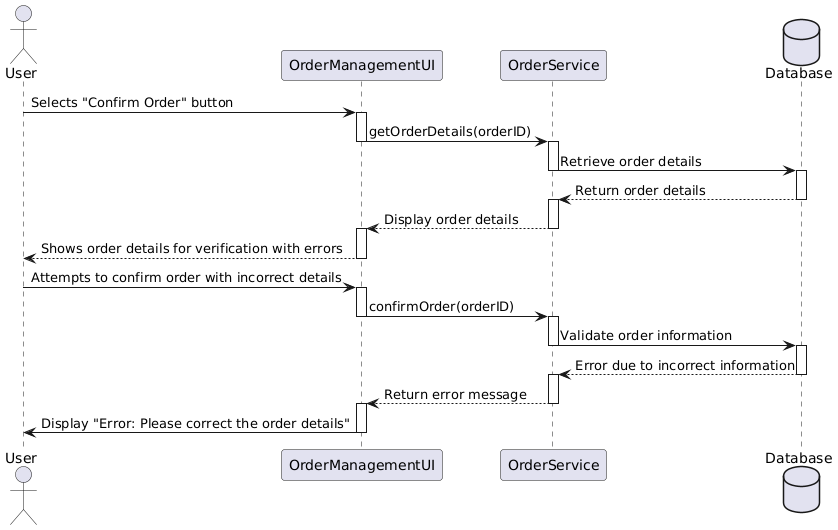 User
OrderManagementUI
OrderService
Database
Selects "Confirm Order" button
getOrderDetails(orderID)
Retrieve order details
Return order details
Display order details
Shows order details for verification with errors
Attempts to confirm order with incorrect details
confirmOrder(orderID)
Validate order information
Error due to incorrect information
Return error message
Display "Error: Please correct the order details"
User
OrderManagementUI
OrderService
Database